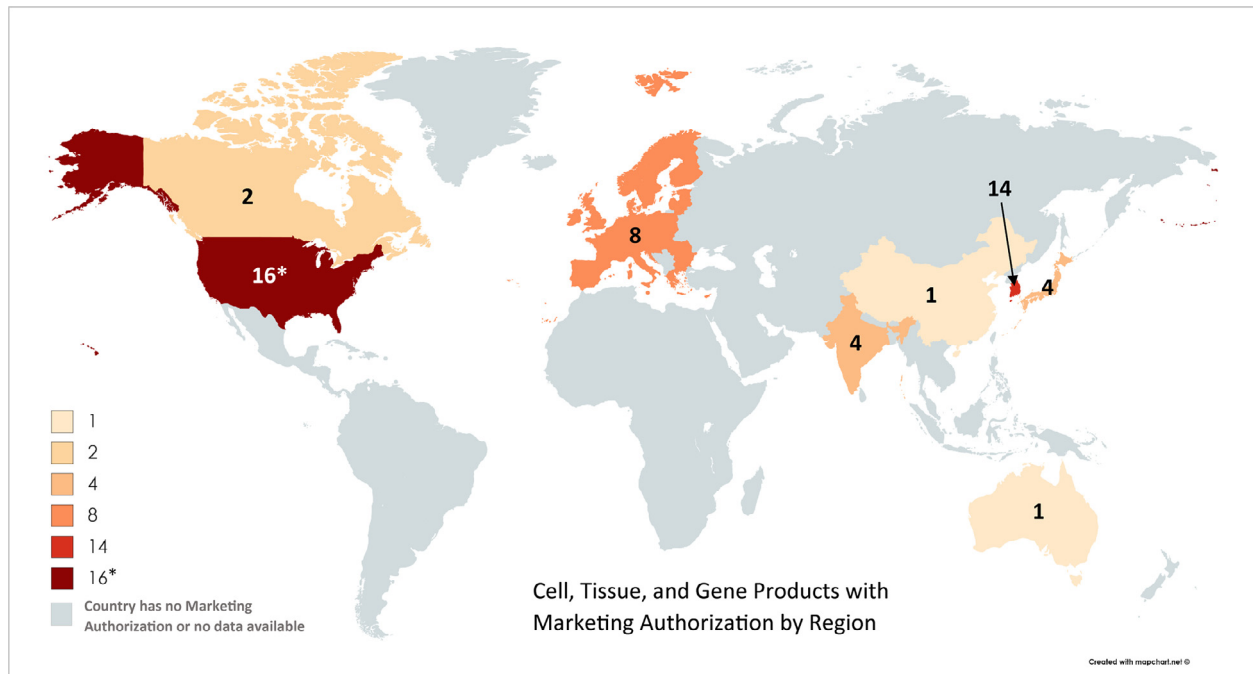 14
2
8
16*
4
1
4
1
1
2
4
8
14
16*
Country has no Marketing
Authorization or no data available
Cell, Tissue, and Gene Products with
Marketing Authorization by Region
Created with mapchart.net ©